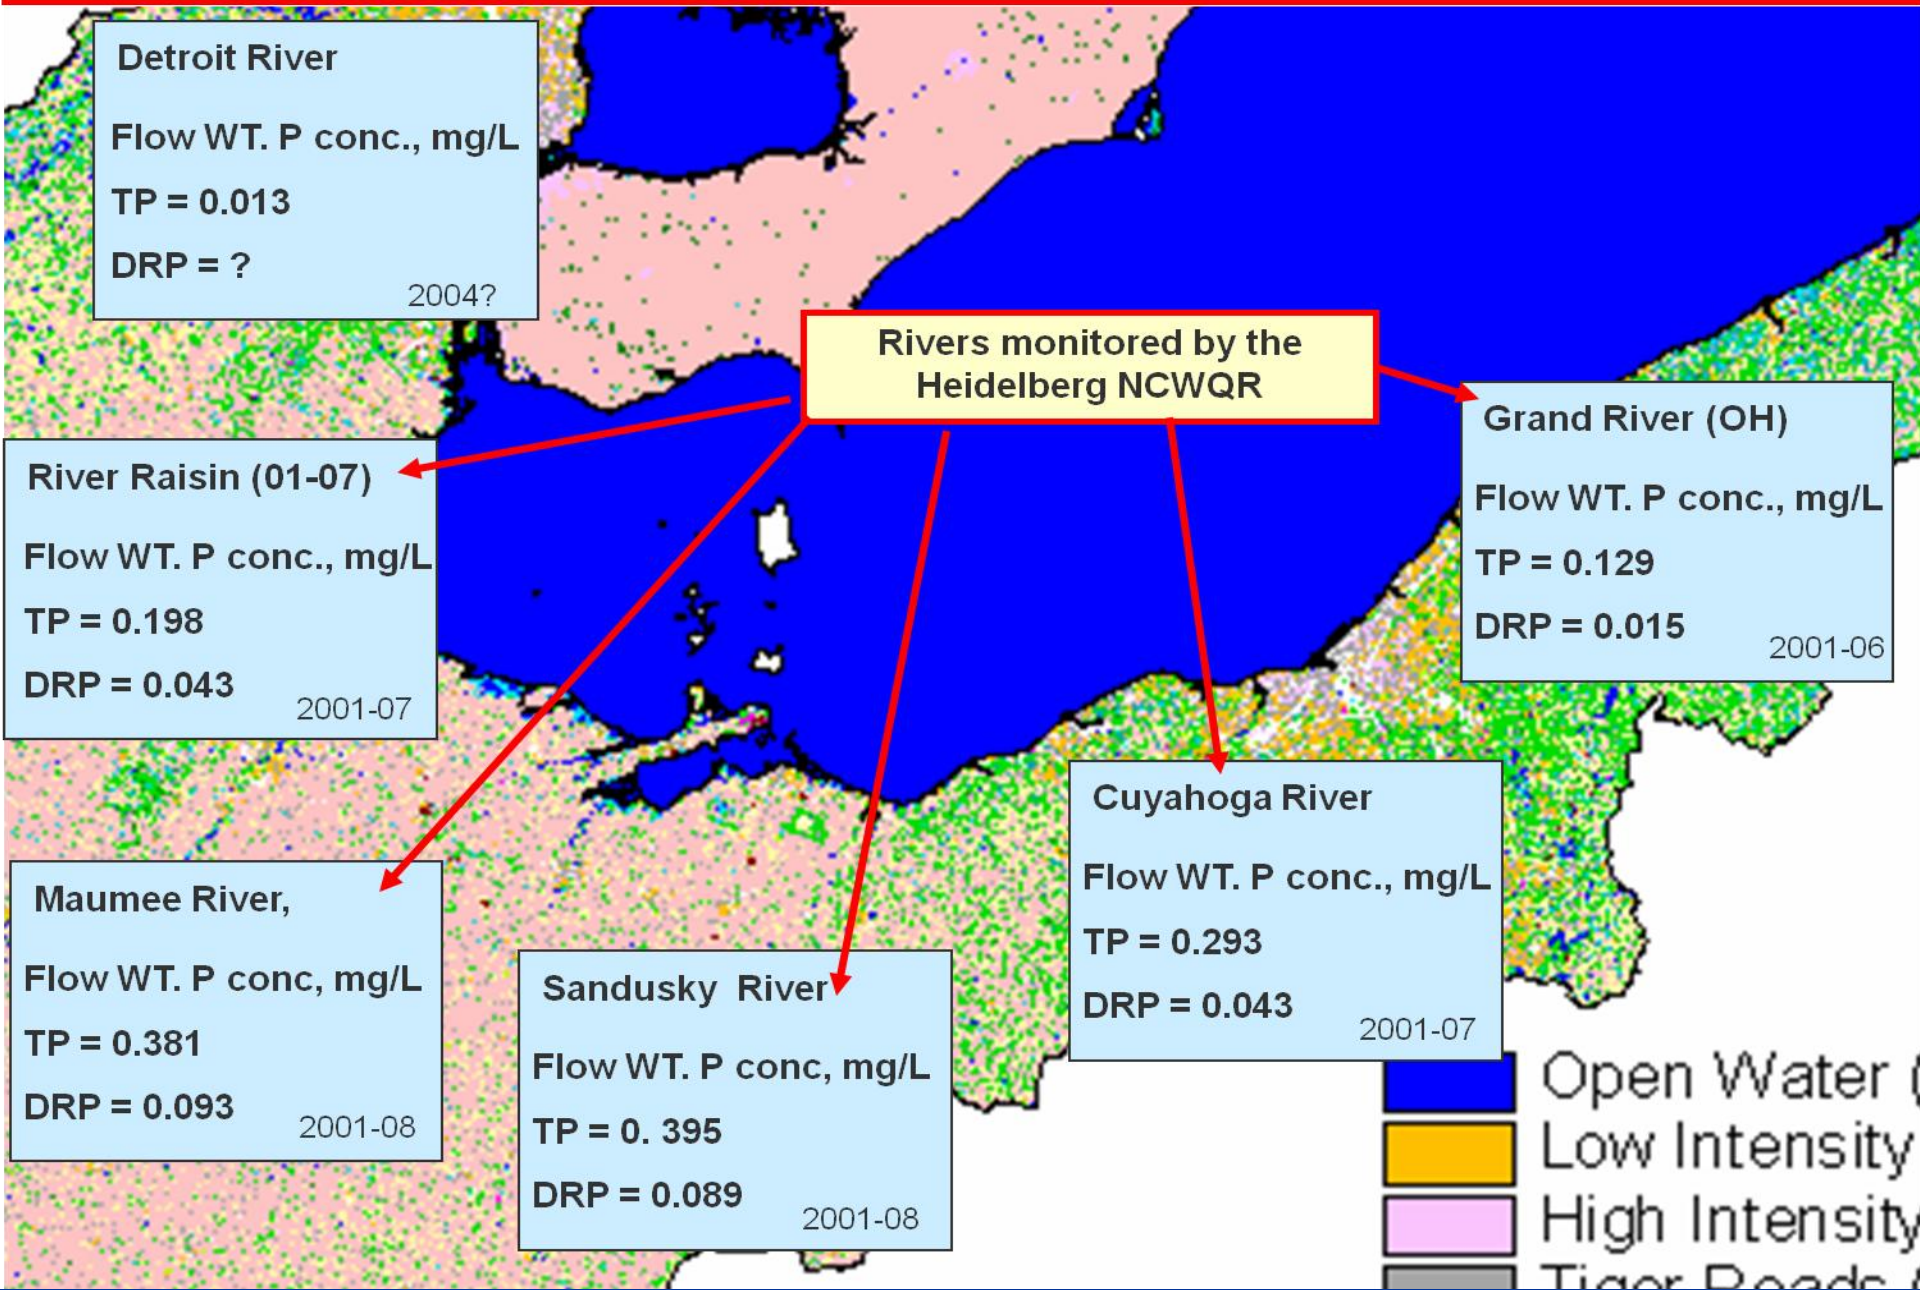 Detroit River
Flow WT. P conc., mg/L
TP = 0.013
DRP = ?
2004?
Rivers monitored by the
Heidelberg NCWQR
Grand River (OH)
Flow WT. P conc., mg/L
TP = 0.129
DRP = 0.015
2001-06
River Raisin (01-07)
Flow WT. P conc., mg/L
TP = 0.198
DRP = 0.043
2001-07
Maumee River,
Flow WT. P conc, mg/L
TP = 0.381
DRP = 0.093
2001-08
Sandusky River
Flow WT. P conc, mg/L
TP = 0. 395
DRP = 0.089
2001-08
Cuyahoga River
Flow WT. P conc., mg/L
TP = 0.293
DRP = 0.043
2001-07
Open Water (
Low Intensity
High Intensity
Tiger Roads (